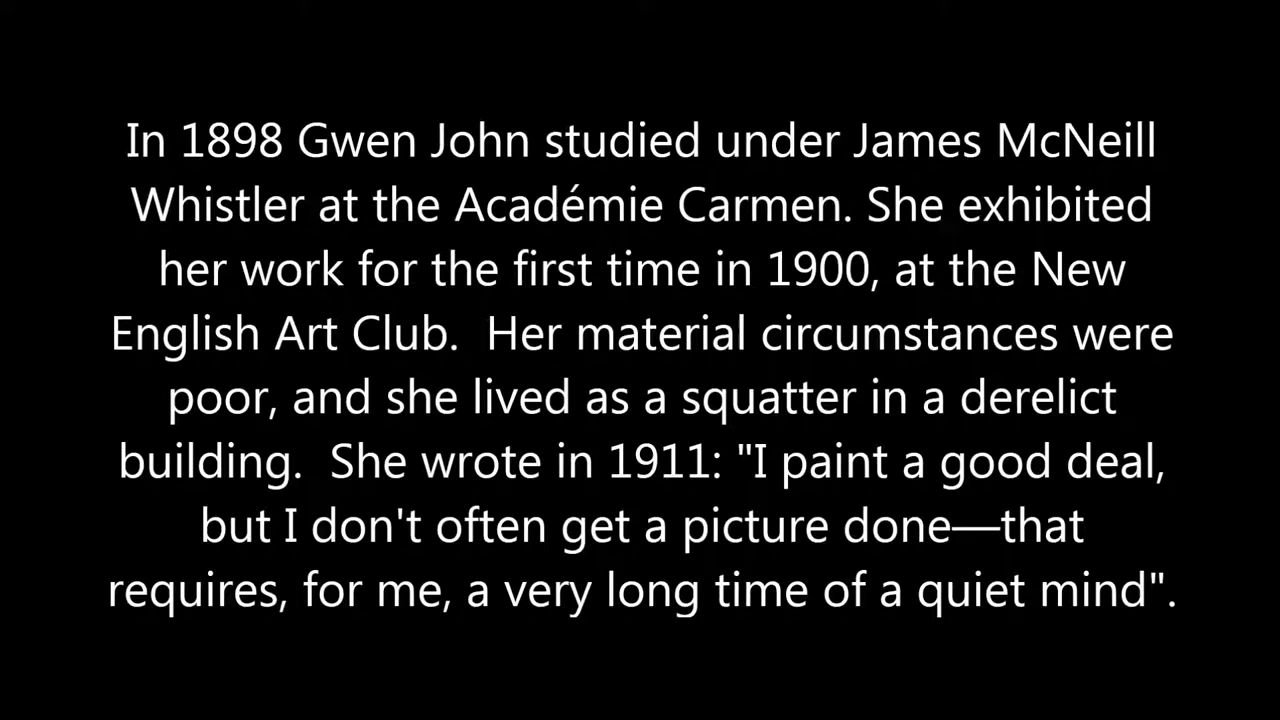 In 1898 Gwen John studied under James McNeill
Whistler at the Académie Carmen. She exhibited
her work for the first time in 1900, at the New
English Art Club.  Her material circumstances were
poor, and she lived as a squatter in a derelict
building.  She wrote in 1911: "I paint a good deal,
but I don't often get a picture done—that
requires, for me, a very long time of a quiet mind".